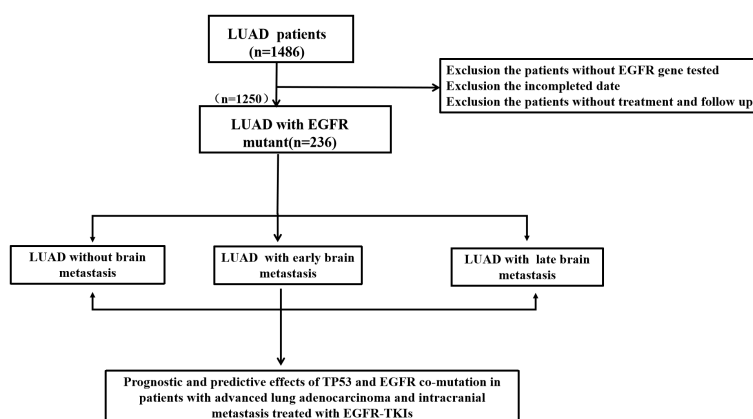 LUAD patients
(n=1486)
Exclusion the patients without EGFR gene tested
Exclusion the incompleted date
Exclusion the patients without treatment and follow up
（n=1250）
LUAD with EGFR
mutant(n=236)
LUAD without brain
metastasis
LUAD with early brain
metastasis
LUAD with late brain
metastasis
Prognostic and predictive effects of TP53 and EGFR co-mutation in
patients with advanced lung adenocarcinoma and intracranial
metastasis treated with EGFR-TKIs